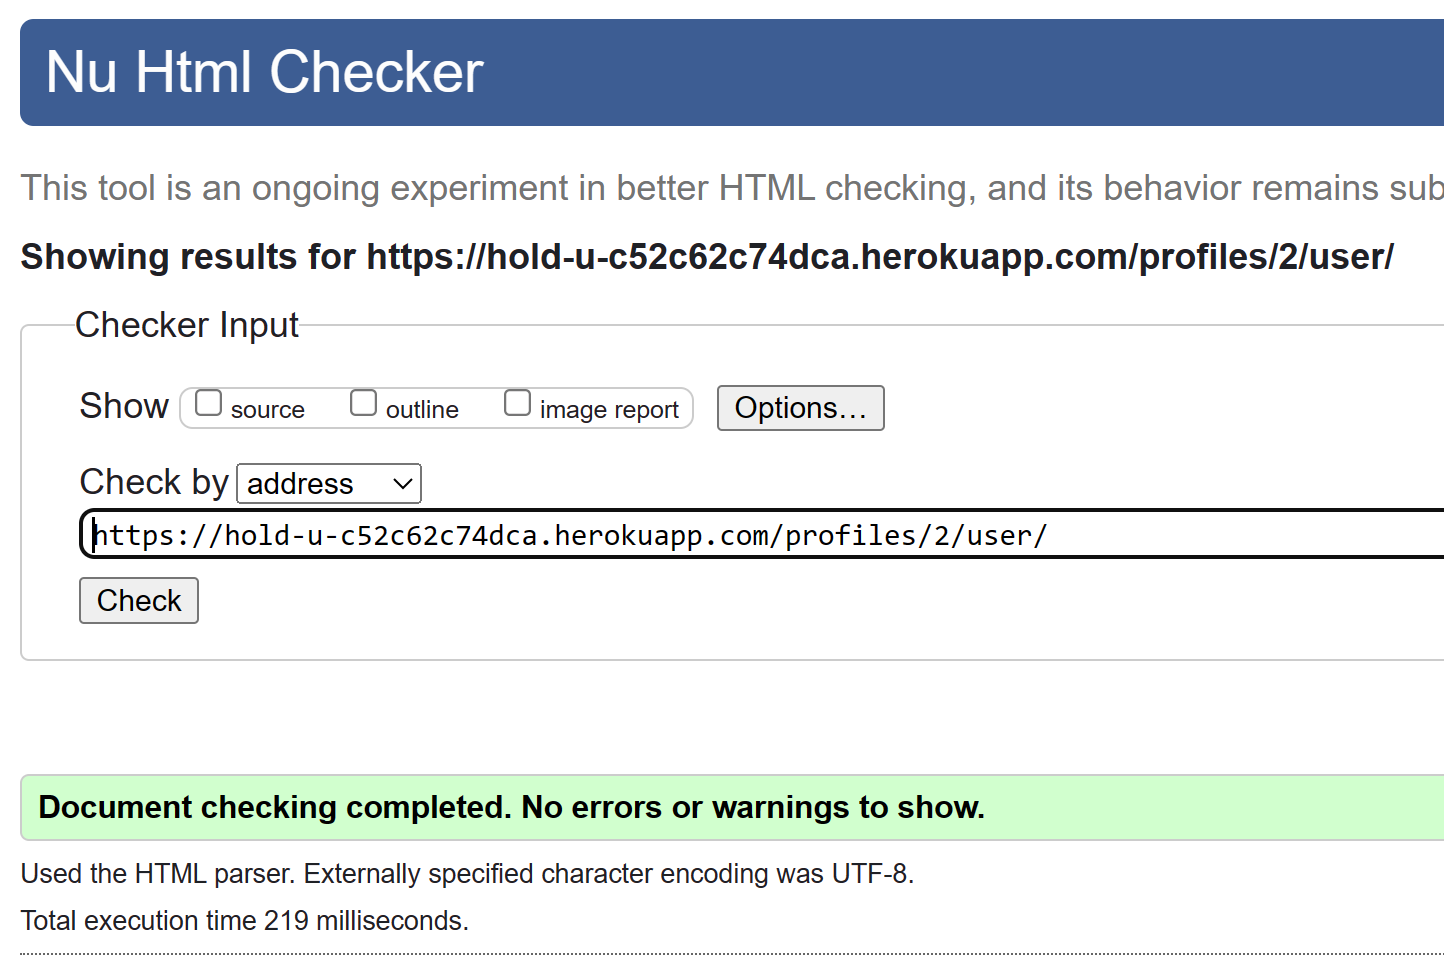 Nu Html Checker
This tool is an ongoing experiment in better HTML checking, and its behavior remains sub
Showing results for https://hold-u-c52c62c74dca.herokuapp.com/profiles/2/user/
Checker Input
Show source outline image report Options…
Check by address
https://hold-u-c52c62c74dca.herokuapp.com/profiles/2/user/
Check
Document checking completed. No errors or warnings to show.
Used the HTML parser. Externally specified character encoding was UTF-8.
Total execution time 219 milliseconds.